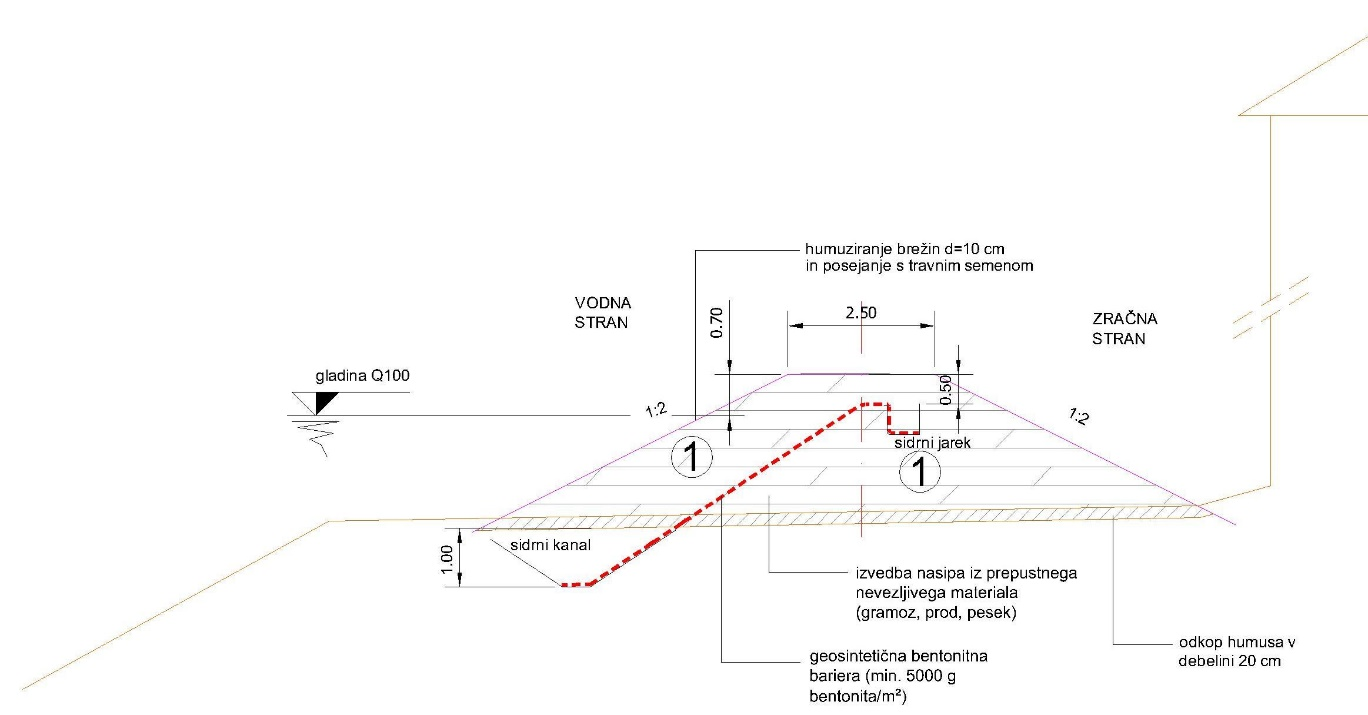 humuziranje brežin d=10 cm
in posejanje s travnim semenom
VODNA
STRAN
0.70
2.50
ZRAČNA
STRAN
gladina Q100
0.50
1:2
1:2
sidrni jarek
1
1
sidrni kanal
1.00
izvedba nasipa iz prepustnega
nevezljivega materiala
(gramoz, prod, pesek)
odkop humusa v
debelini 20 cm
geosintetična bentonitna
bariera (min. 5000 g
bentonita/m²)